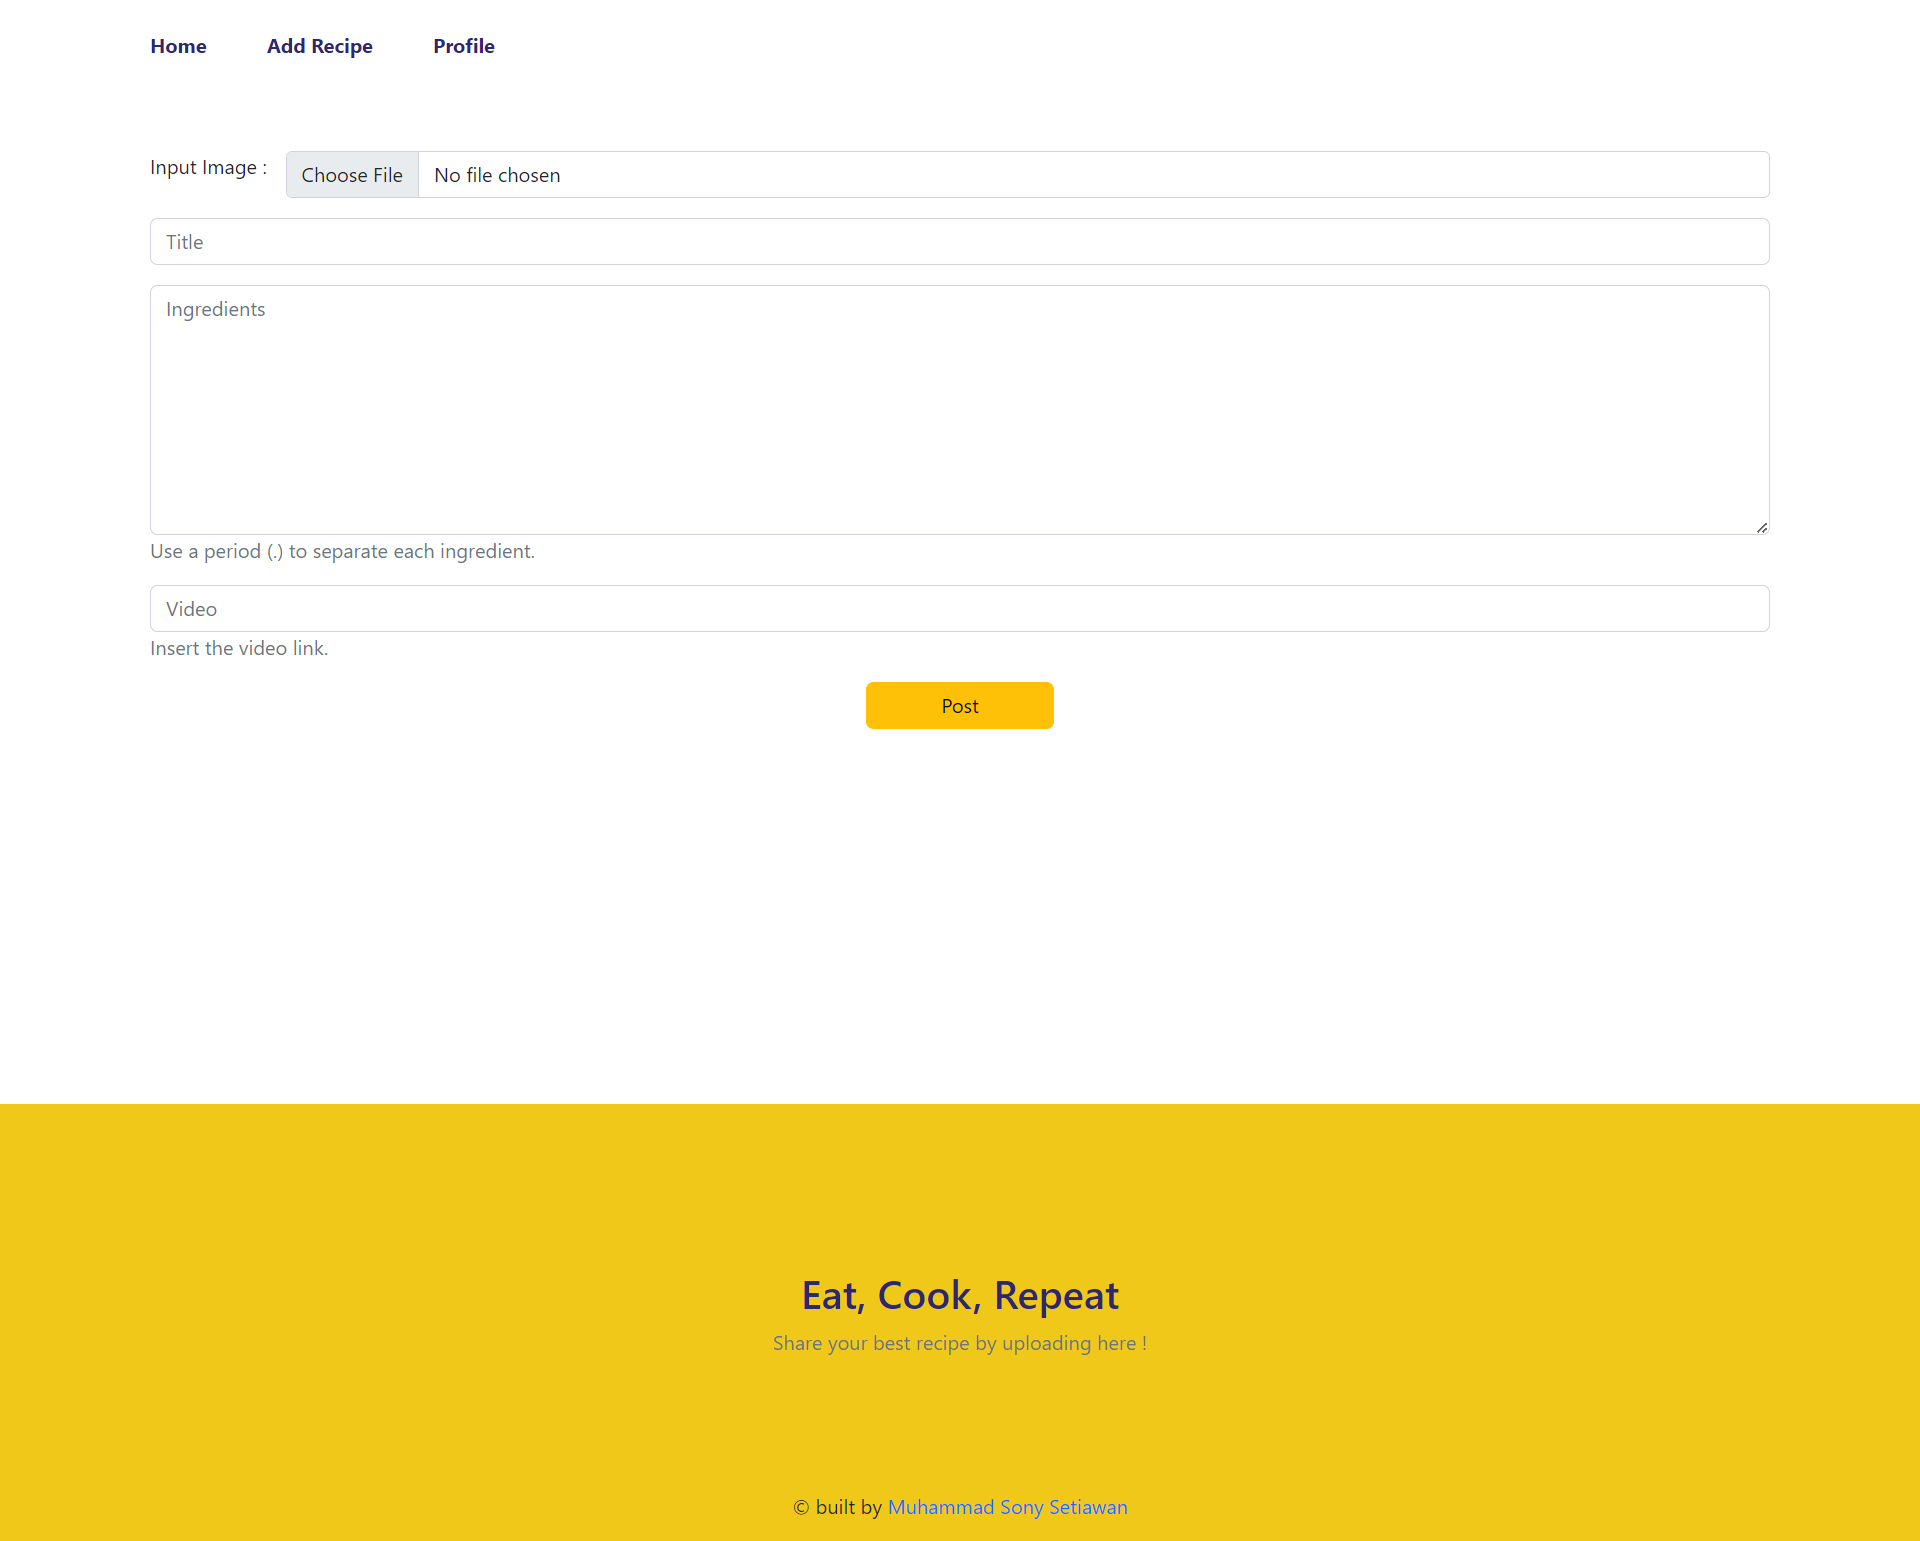 Home Add Recipe Profile
Input Image : Choose File No file chosen
Title
Ingredients
Use a period (.) to separate each ingredient.
Video
Insert the video link.
Post
Eat, Cook, Repeat
Share your best recipe by uploading here !
© built by Muhammad Sony Setiawan